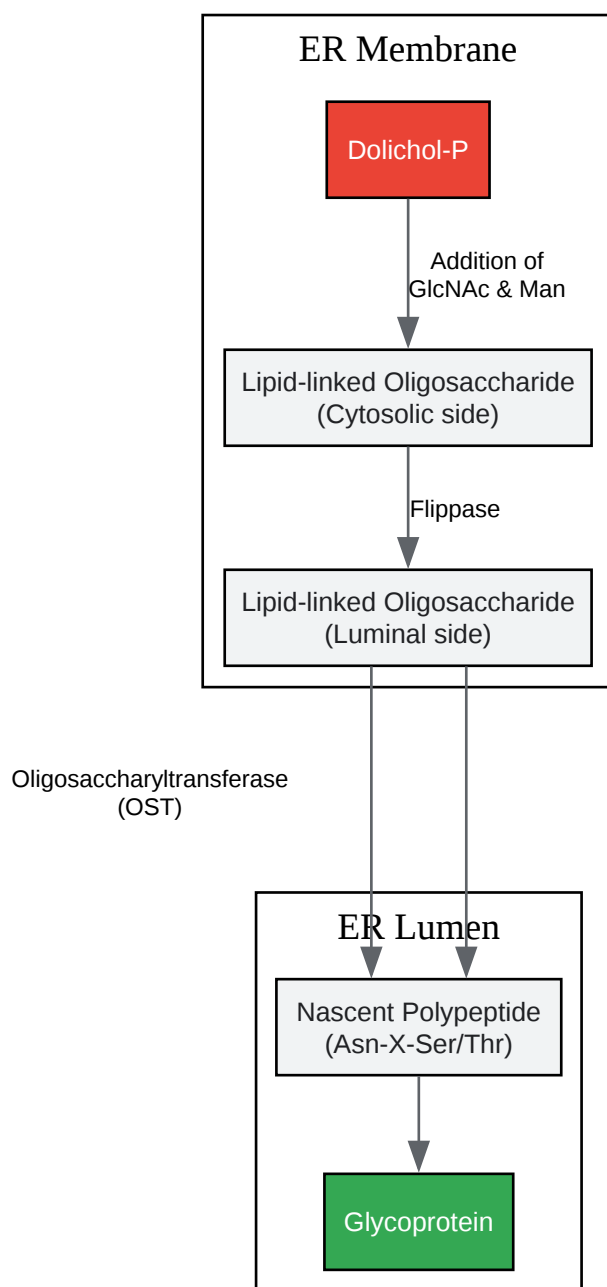 ER Membrane
Dolichol-P
Addition of
GlcNAc & Man
Lipid-linked Oligosaccharide
(Cytosolic side)
Flippase
Lipid-linked Oligosaccharide
(Luminal side)
Oligosaccharyltransferase
(OST)
ER Lumen
Nascent Polypeptide
(Asn-X-Ser/Thr)
Glycoprotein